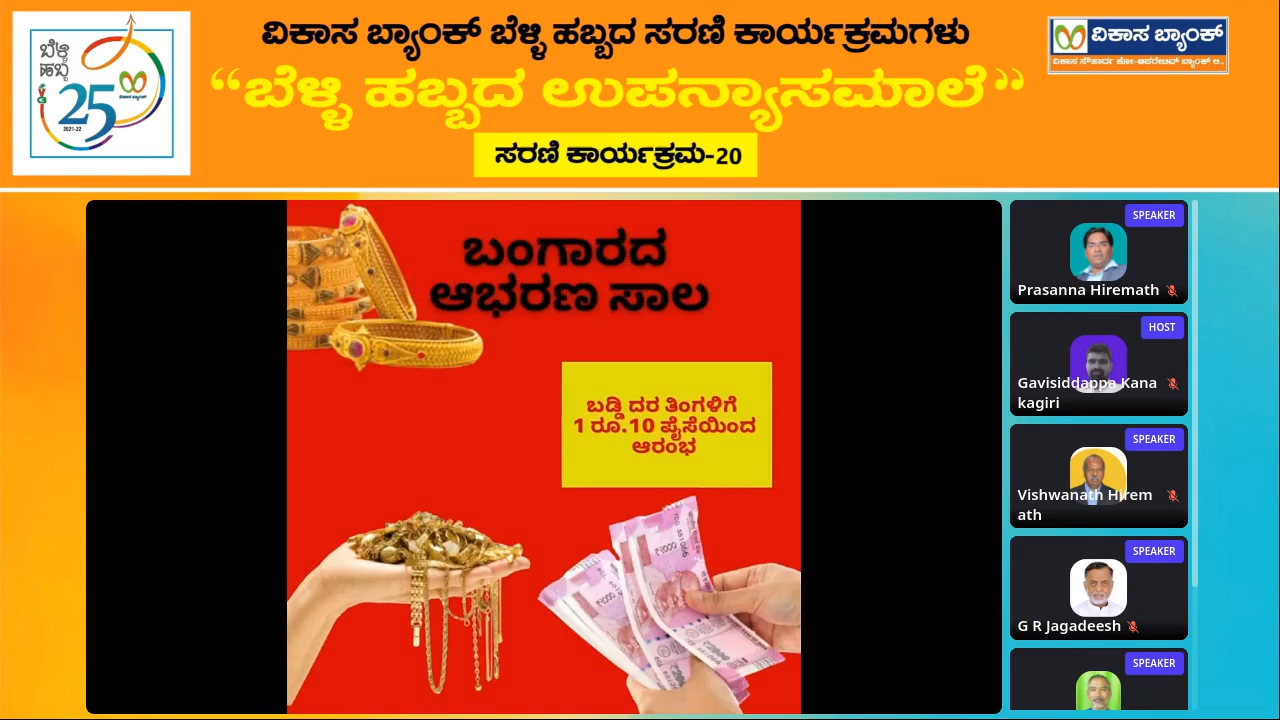 ವಿಕಾಸ ಬ್ಯಾಂಕ್ ಬೆಳ್ಳಿ ಹಬ್ಬದ ಸರಣಿ ಕಾರ್ಯಕ್ರಮಗಳು
“ಬೆಳ್ಳಿ ಹಬ್ಬದ ಉಪನ್ಯಾಸಮಾಲೆ”
ಸರಣಿ ಕಾರ್ಯಕ್ರಮ-20
ಬೆಳ್ಳಿ
ಹಬ್ಬ
25
ವಿಕಾಸ ಬ್ಯಾಂಕ್
2021-22
ವಿಕಾಸ ಬ್ಯಾಂಕ್
ವಿಕಾಸ ಸೌಹಾರ್ದ ಕೋ-ಆಪರೇಟಿವ್ ಬ್ಯಾಂಕ್ ಲಿ..
ಬಂಗಾರದ
ಆಭರಣ ಸಾಲ
ಬಡ್ಡಿ ದರ ತಿಂಗಳಿಗೆ
1 ರೂ.10 ಪೈಸೆಯಿಂದ
ಆರಂಭ
SPEAKER
Prasanna Hiremath
HOST
Gavisiddappa Kana
kagiri
SPEAKER
Vishwanath Hirem
ath
SPEAKER
G R Jagadeesh
SPEAKER